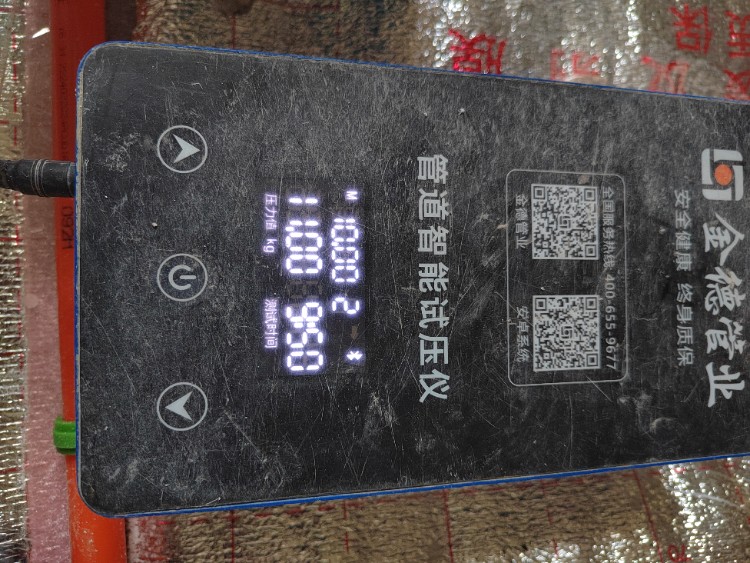 金德管业
安全健康 终身质保
全国服务热线 400-655-9677
金德管业
安卓系统
管道智能试压仪
M 10.00 2
11.00 9:50
压力值 kg 测试时间